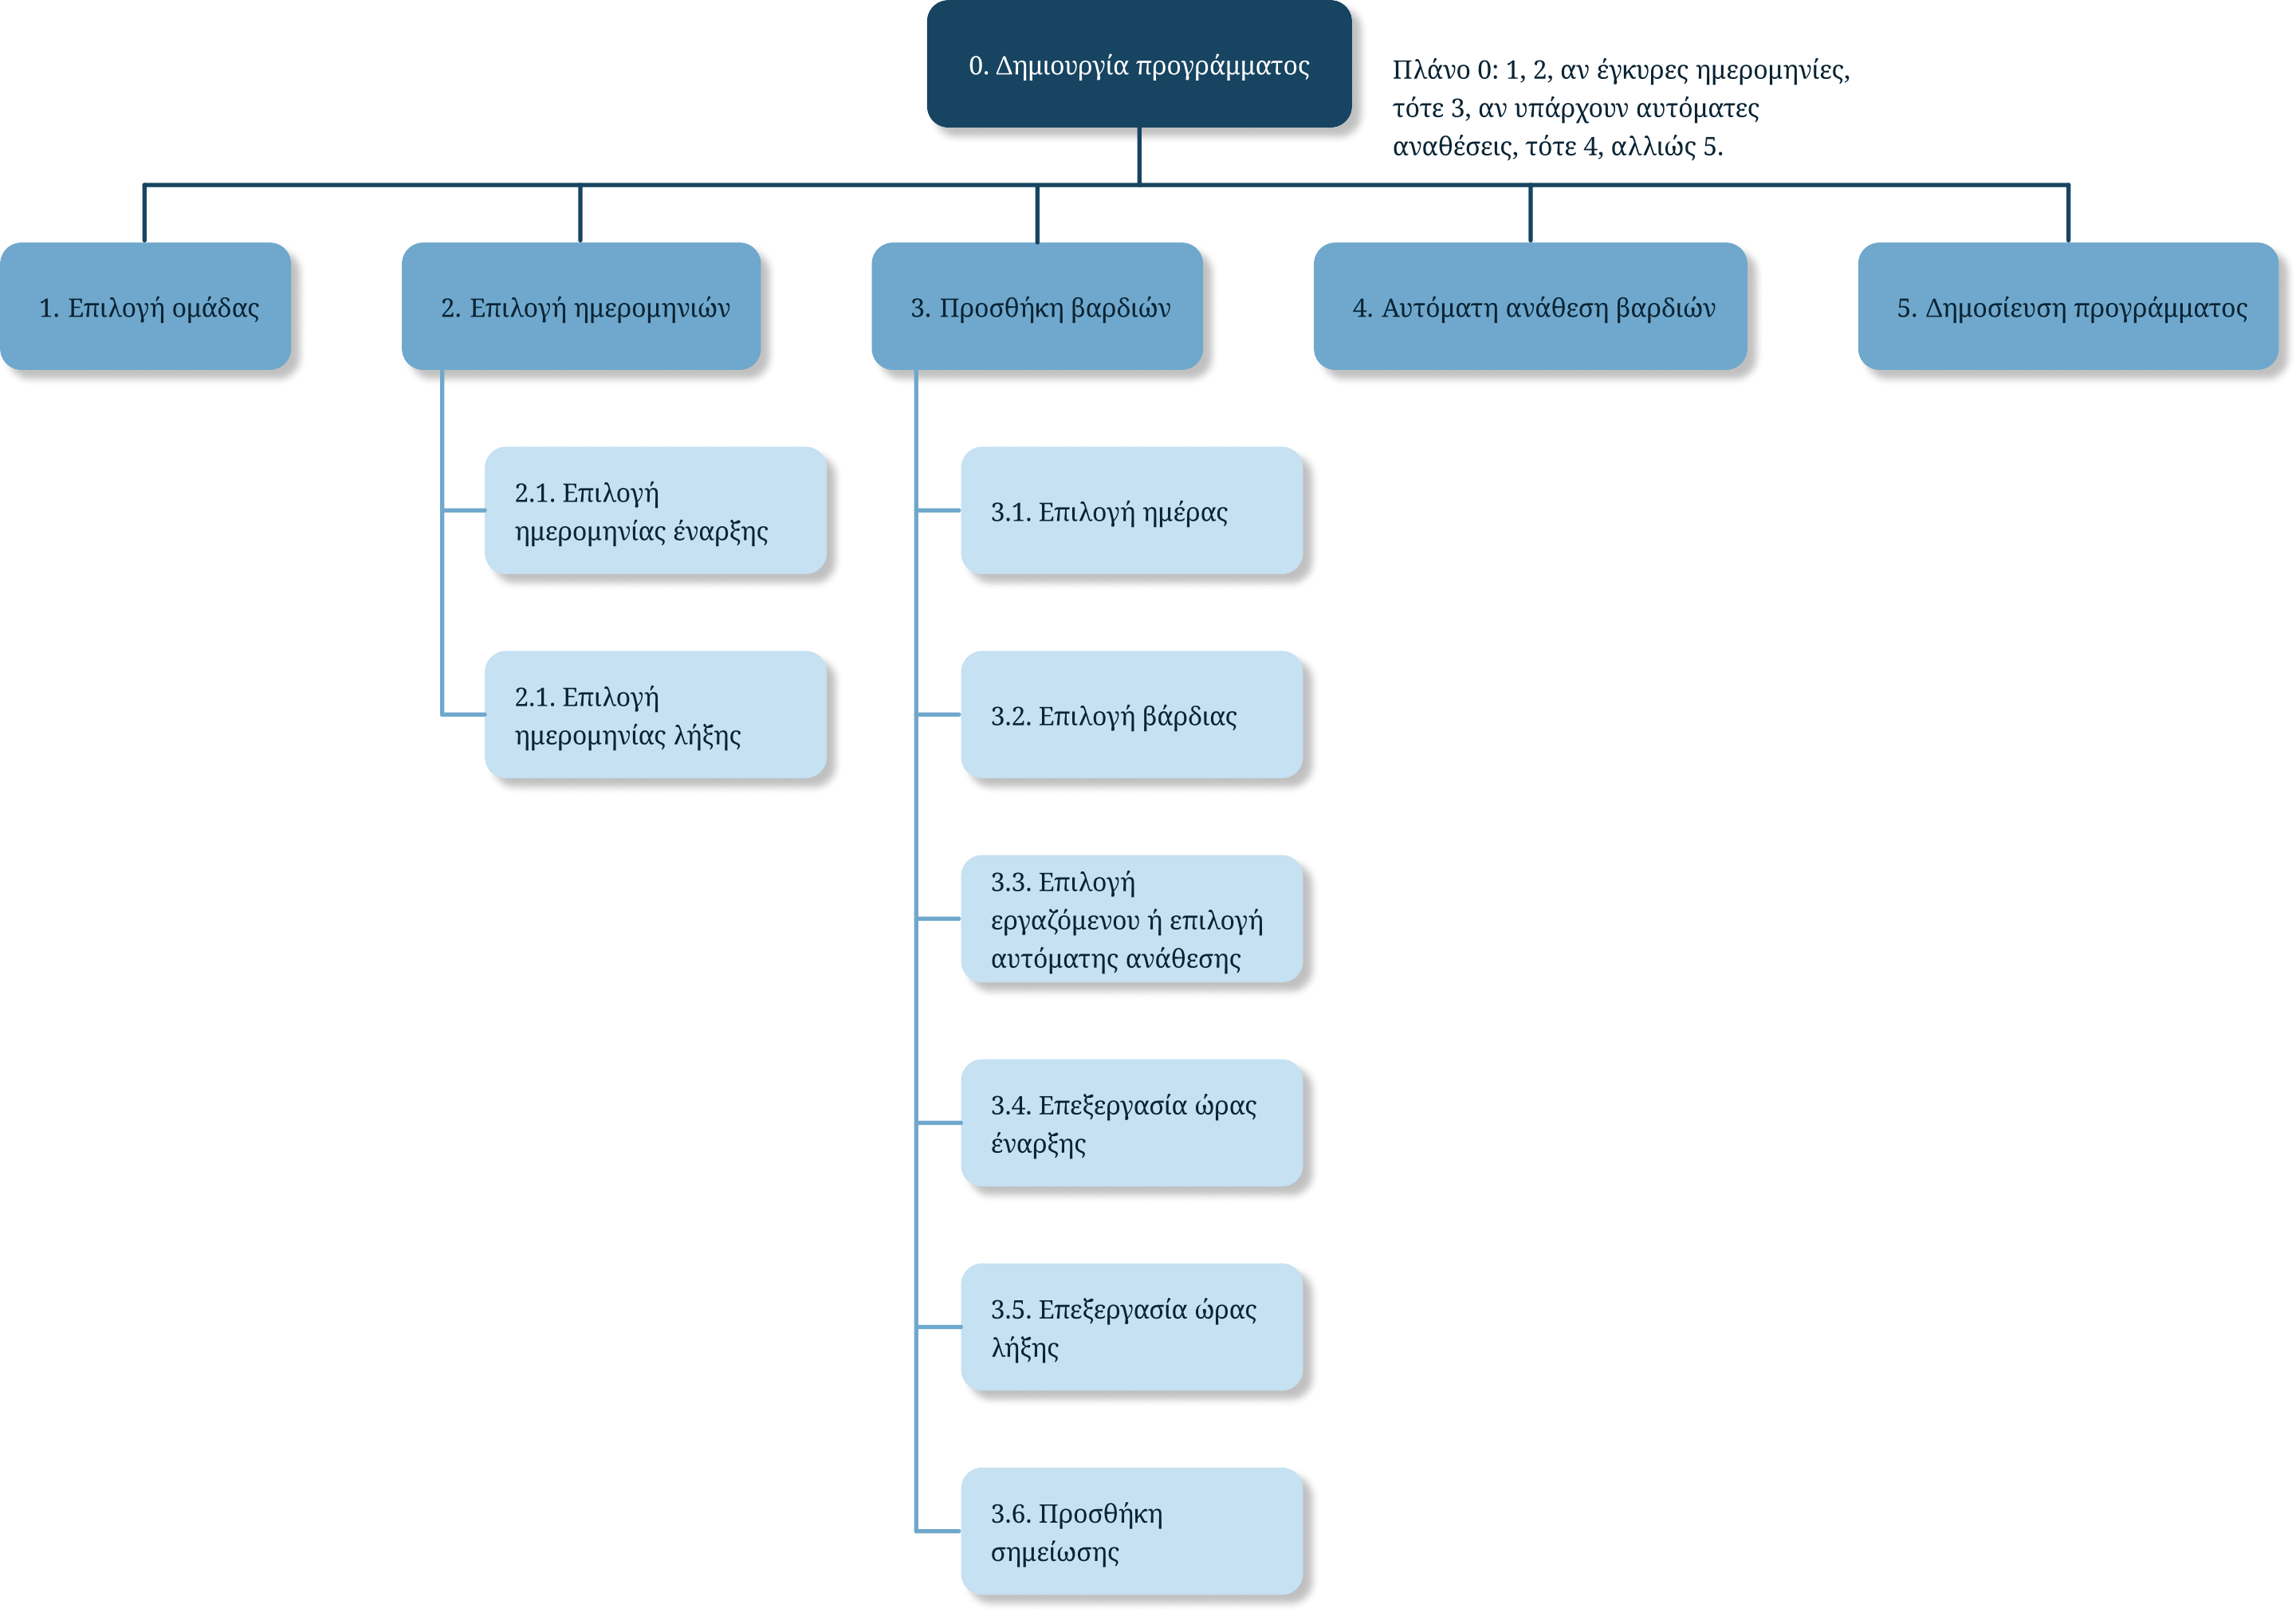 0. Δημιουργία προγράμματος
Πλάνο 0: 1, 2, αν έγκυρες ημερομηνίες,
τότε 3, αν υπάρχουν αυτόματες
αναθέσεις, τότε 4, αλλιώς 5.
1. Επιλογή ομάδας
2. Επιλογή ημερομηνιών
3. Προσθήκη βαρδιών
4. Αυτόματη ανάθεση βαρδιών
5. Δημοσίευση προγράμματος
2.1. Επιλογή
ημερομηνίας έναρξης
2.1. Επιλογή
ημερομηνίας λήξης
3.1. Επιλογή ημέρας
3.2. Επιλογή βάρδιας
3.3. Επιλογή
εργαζόμενου ή επιλογή
αυτόματης ανάθεσης
3.4. Επεξεργασία ώρας
έναρξης
3.5. Επεξεργασία ώρας
λήξης
3.6. Προσθήκη
σημείωσης